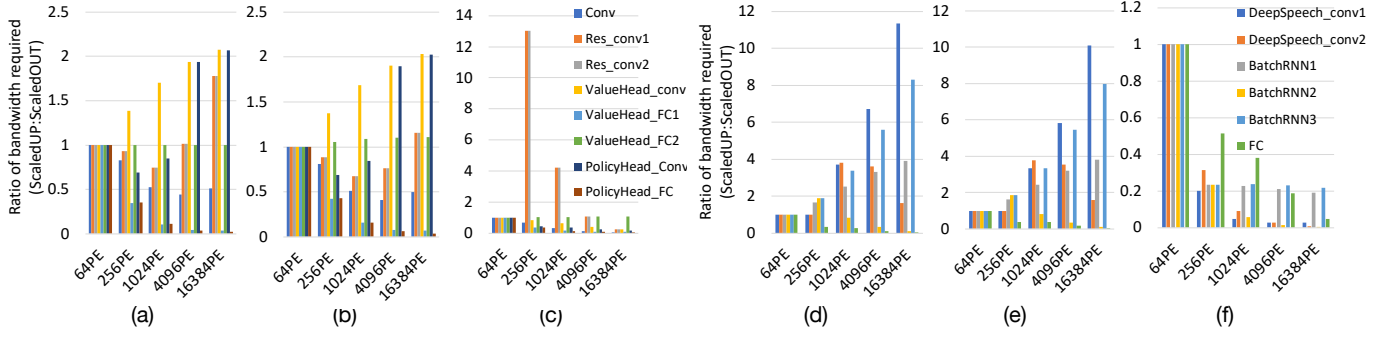 Ratio of bandwidth required
(ScaledUP:ScaledOUT)
2.5
2
1.5
1
0.5
0
64PE
256PE
1024PE
4096PE
16384PE
(a)
2.5
2
1.5
1
0.5
0
64PE
256PE
1024PE
4096PE
16384PE
(b)
14
12
10
8
6
4
2
0
64PE
256PE
1024PE
4096PE
16384PE
(c)
Conv
Res_conv1
Res_conv2
ValueHead_conv
ValueHead_FC1
ValueHead_FC2
PolicyHead_Conv
PolicyHead_FC
Ratio of bandwidth required
(ScaledUP:ScaledOUT)
12
10
8
6
4
2
0
64PE
256PE
1024PE
4096PE
16384PE
(d)
12
10
8
6
4
2
0
64PE
256PE
1024PE
4096PE
16384PE
(e)
1.2
1
0.8
0.6
0.4
0.2
0
64PE
256PE
1024PE
4096PE
16384PE
(f)
DeepSpeech_conv1
DeepSpeech_conv2
BatchRNN1
BatchRNN2
BatchRNN3
FC